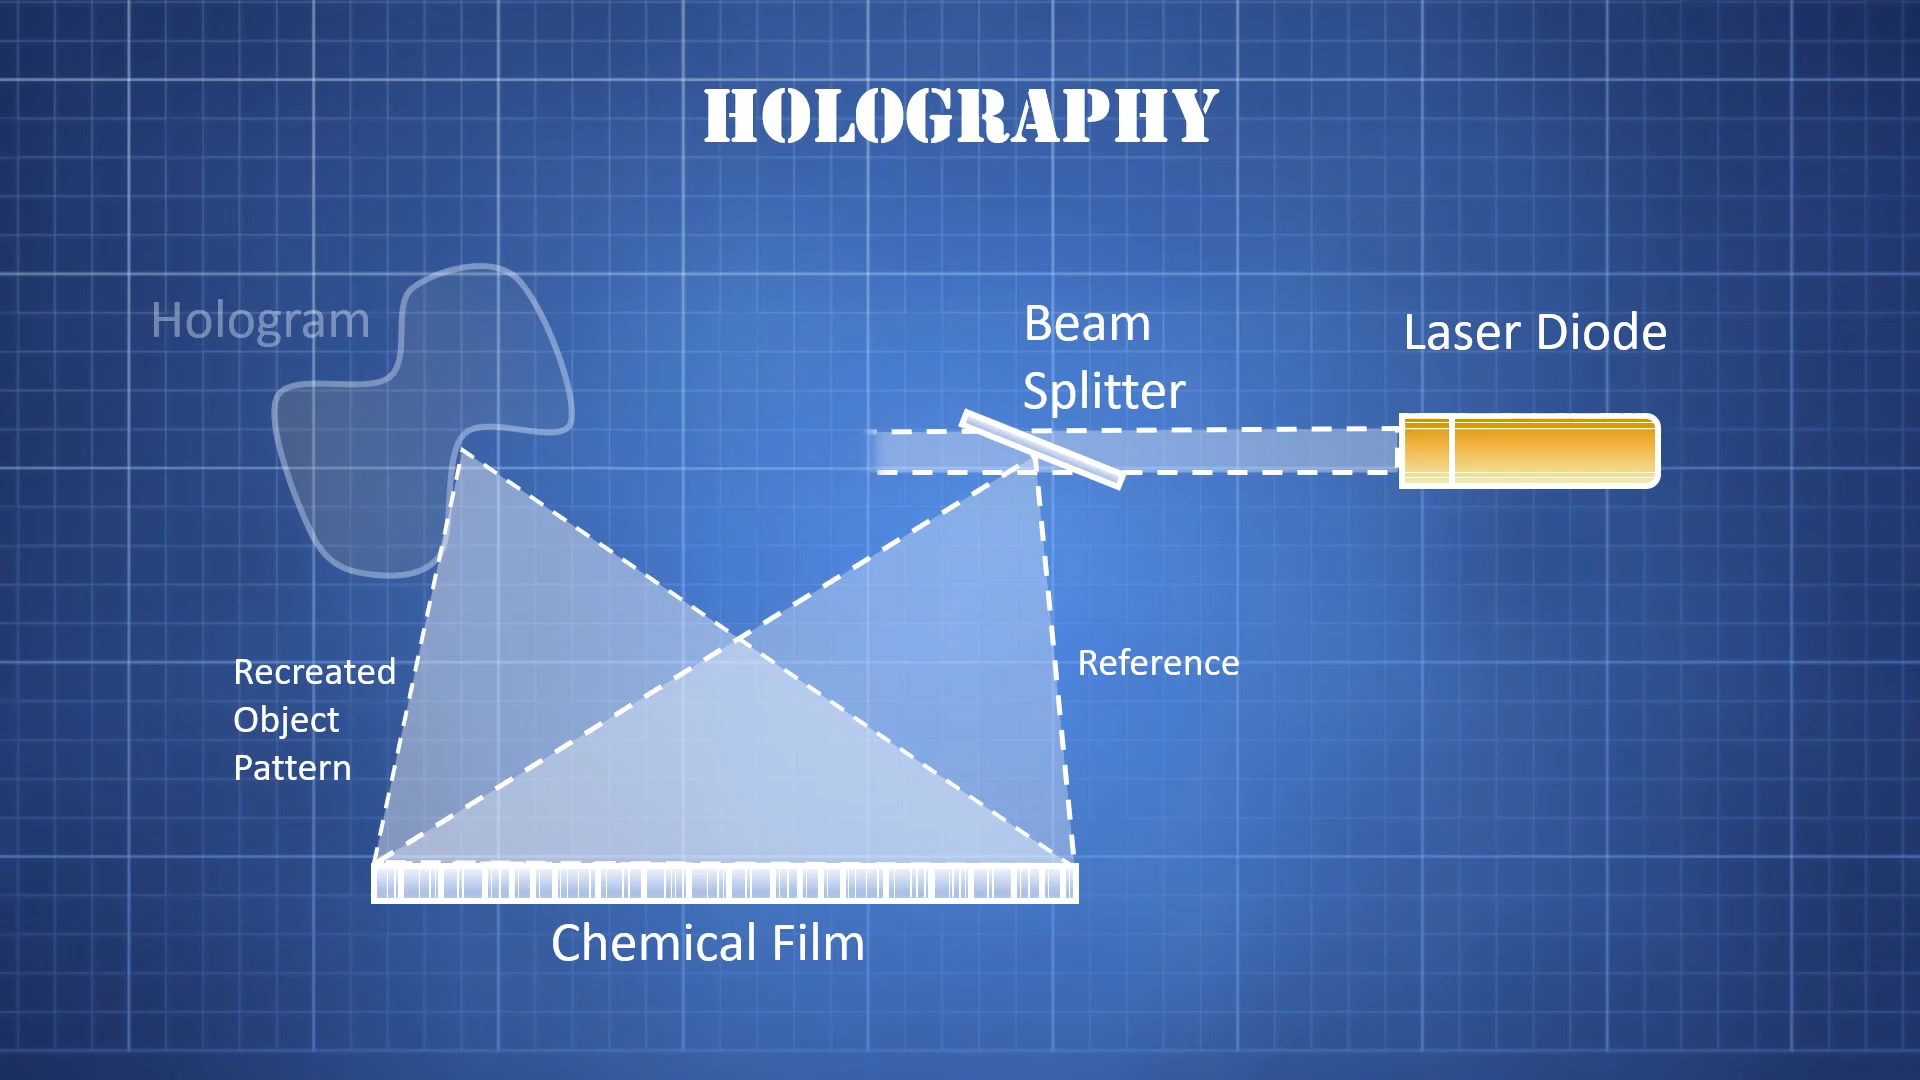 HOLOGRAPHY
Hologram
Beam
Splitter
Laser Diode
Recreated
Object
Pattern
Reference
Chemical Film